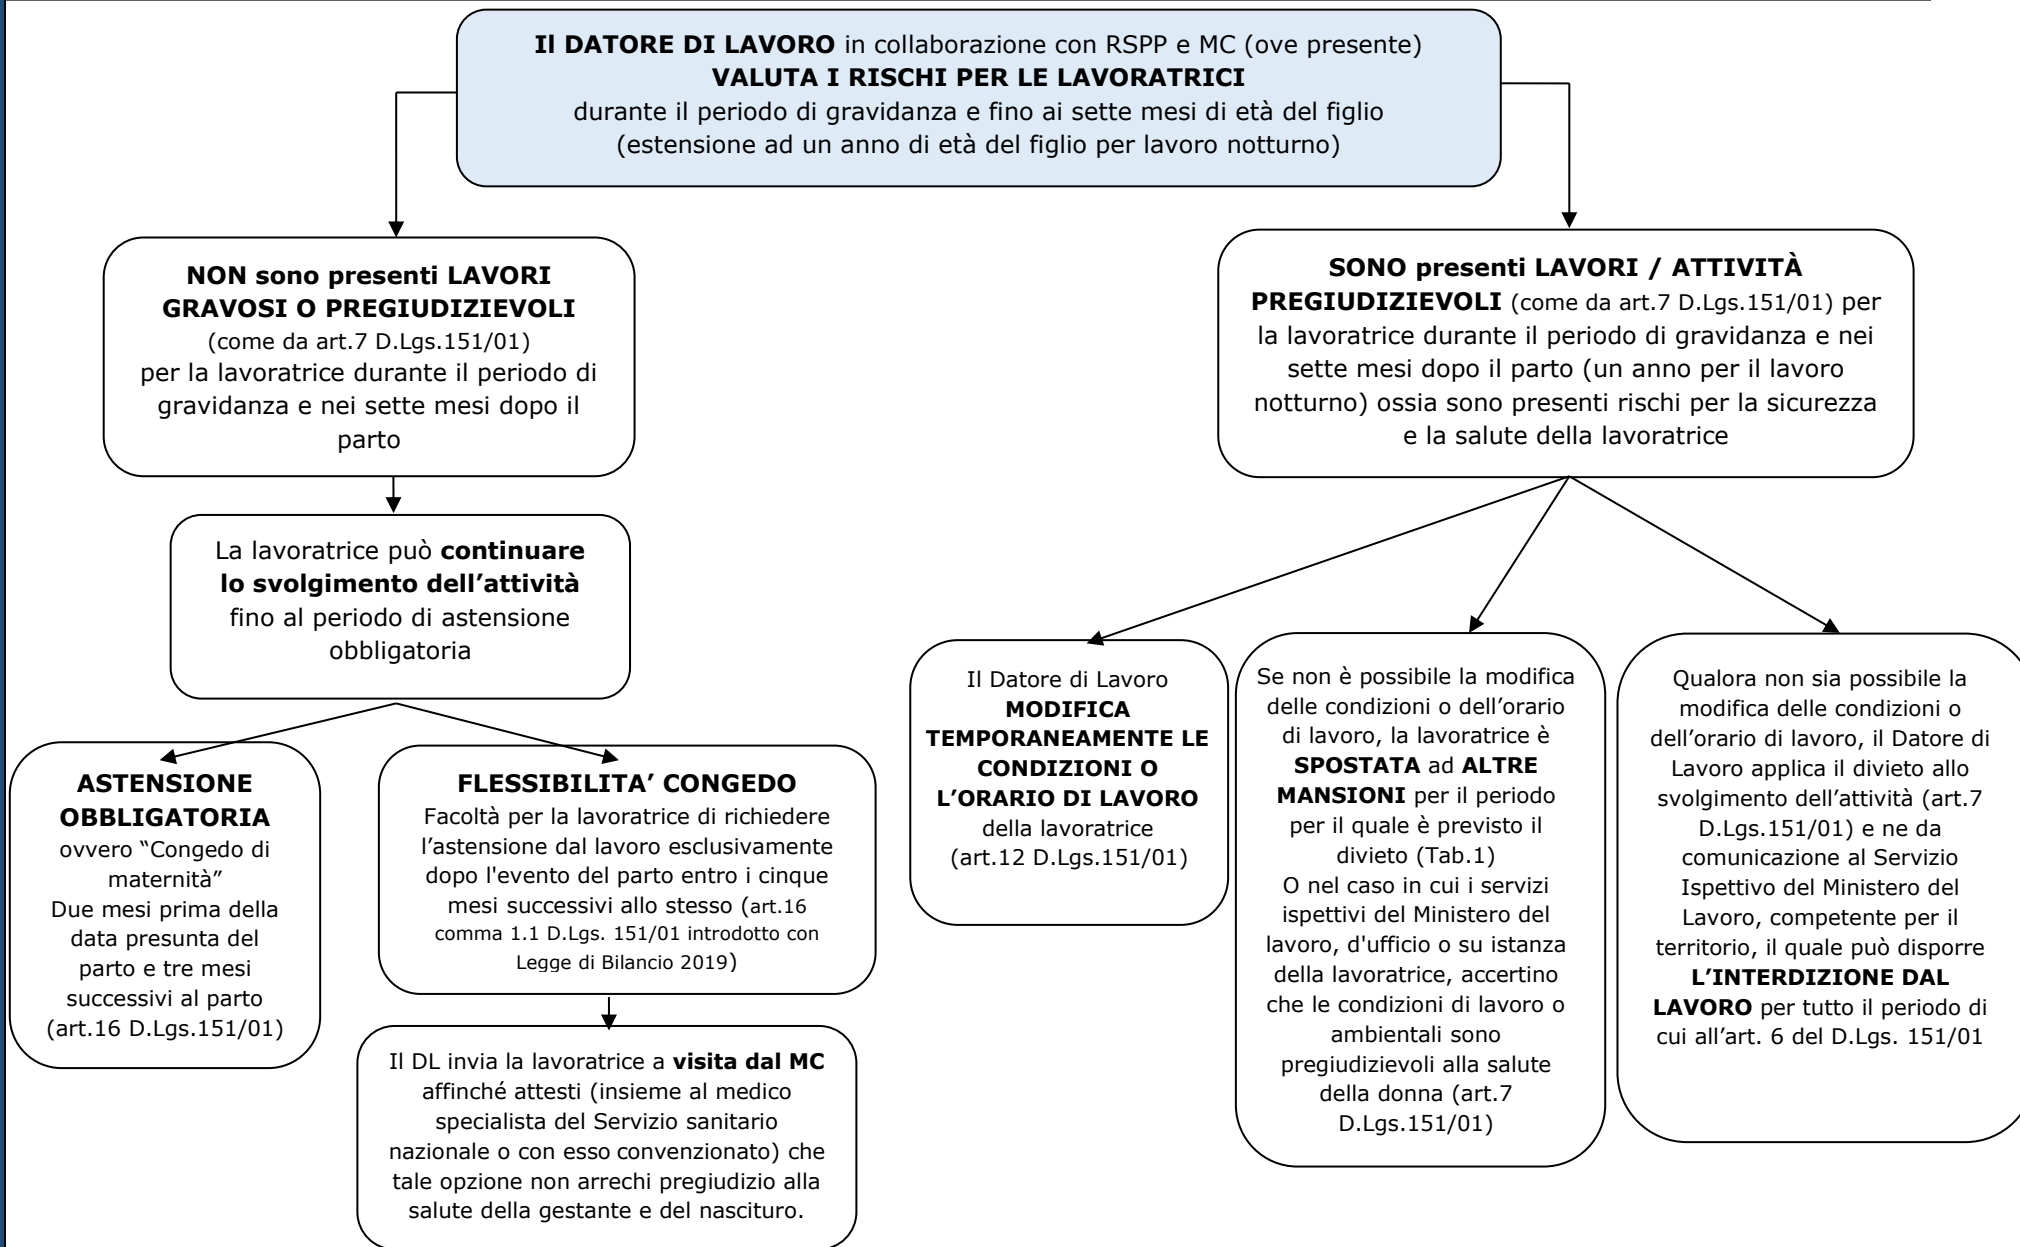 Il DATORE DI LAVORO in collaborazione con RSPP e MC (ove presente)
VALUTA I RISCHI PER LE LAVORATRICI
durante il periodo di gravidanza e fino ai sette mesi di età del figlio
(estensione ad un anno di età del figlio per lavoro notturno)
NON sono presenti LAVORI
GRAVOSI O PREGIUDIZIEVOLI
(come da art.7 D.Lgs.151/01)
per la lavoratrice durante il periodo di
gravidanza e nei sette mesi dopo il
parto
SONO presenti LAVORI / ATTIVITÀ
PREGIUDIZIEVOLI (come da art.7 D.Lgs.151/01) per
la lavoratrice durante il periodo di gravidanza e nei
sette mesi dopo il parto (un anno per il lavoro
notturno) ossia sono presenti rischi per la sicurezza
e la salute della lavoratrice
La lavoratrice può continuare
lo svolgimento dell’attività
fino al periodo di astensione
obbligatoria
ASTENSIONE
OBBLIGATORIA
ovvero “Congedo di
maternità”
Due mesi prima della
data presunta del
parto e tre mesi
successivi al parto
(art.16 D.Lgs.151/01)
FLESSIBILITA’ CONGEDO
Facoltà per la lavoratrice di richiedere
l’astensione dal lavoro esclusivamente
dopo l'evento del parto entro i cinque
mesi successivi allo stesso (art.16
comma 1.1 D.Lgs. 151/01 introdotto con
Legge di Bilancio 2019)
Il DL invia la lavoratrice a visita dal MC
affinché attesti (insieme al medico
specialista del Servizio sanitario
nazionale o con esso convenzionato) che
tale opzione non arrechi pregiudizio alla
salute della gestante e del nascituro.
Il Datore di Lavoro
MODIFICA
TEMPORANEAMENTE LE
CONDIZIONI O
L’ORARIO DI LAVORO
della lavoratrice
(art.12 D.Lgs.151/01)
Se non è possibile la modifica
delle condizioni o dell’orario
di lavoro, la lavoratrice è
SPOSTATA ad ALTRE
MANSIONI per il periodo
per il quale è previsto il
divieto (Tab.1)
O nel caso in cui i servizi
ispettivi del Ministero del
lavoro, d'ufficio o su istanza
della lavoratrice, accertino
che le condizioni di lavoro o
ambientali sono
pregiudizievoli alla salute
della donna (art.7
D.Lgs.151/01)
Qualora non sia possibile la
modifica delle condizioni o
dell’orario di lavoro, il Datore di
Lavoro applica il divieto allo
svolgimento dell’attività (art.7
D.Lgs.151/01) e ne da
comunicazione al Servizio
Ispettivo del Ministero del
Lavoro, competente per il
territorio, il quale può disporre
L’INTERDIZIONE DAL
LAVORO per tutto il periodo di
cui all’art. 6 del D.Lgs. 151/01